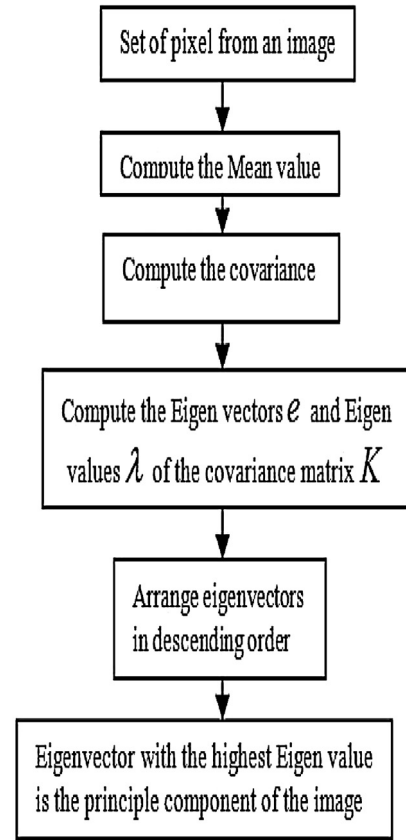 Set of pixel from an image
Compute the Mean value
Compute the covariance
Compute the Eigen vectors e and Eigen
values λ of the covariance matrix K
Arrange eigenvectors
in descending order
Eigenvector with the highest Eigen value
is the principle component of the image